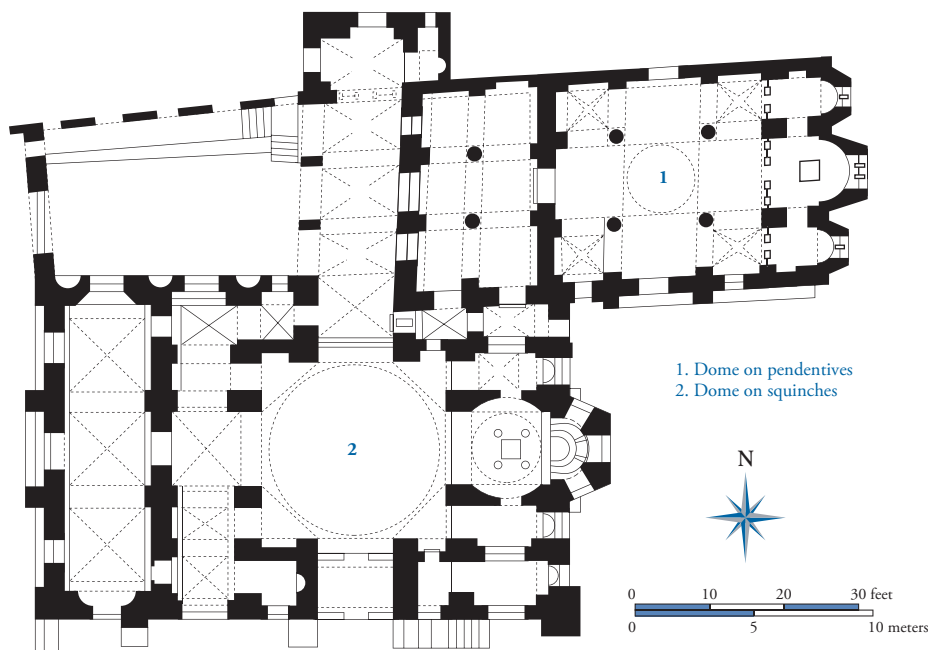 1
2
1. Dome on pendentives
2. Dome on squinches
N
0 10 20 30 feet
0 5 10 meters